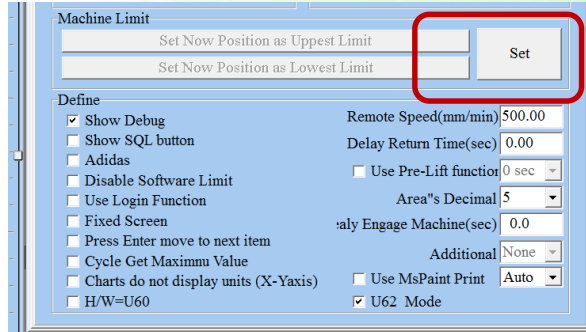 Machine Limit
Set Now Position as Uppest Limit
Set
Set Now Position as Lowest Limit
Define
Show Debug
Remote Speed(mm/min) 500.00
Show SQL button
Delay Return Time(sec) 0.00
Adidas
Use Pre-Lift function 0 sec
Disable Software Limit
Use Login Function
Area"s Decimal 5
Fixed Screen
ealy Engage Machine(sec) 0.0
Press Enter move to next item
Additional None
Cycle Get Maximnu Value
Charts do not display units (X-Yaxis)
Use MsPaint Print Auto
H/W=U60
U62 Mode